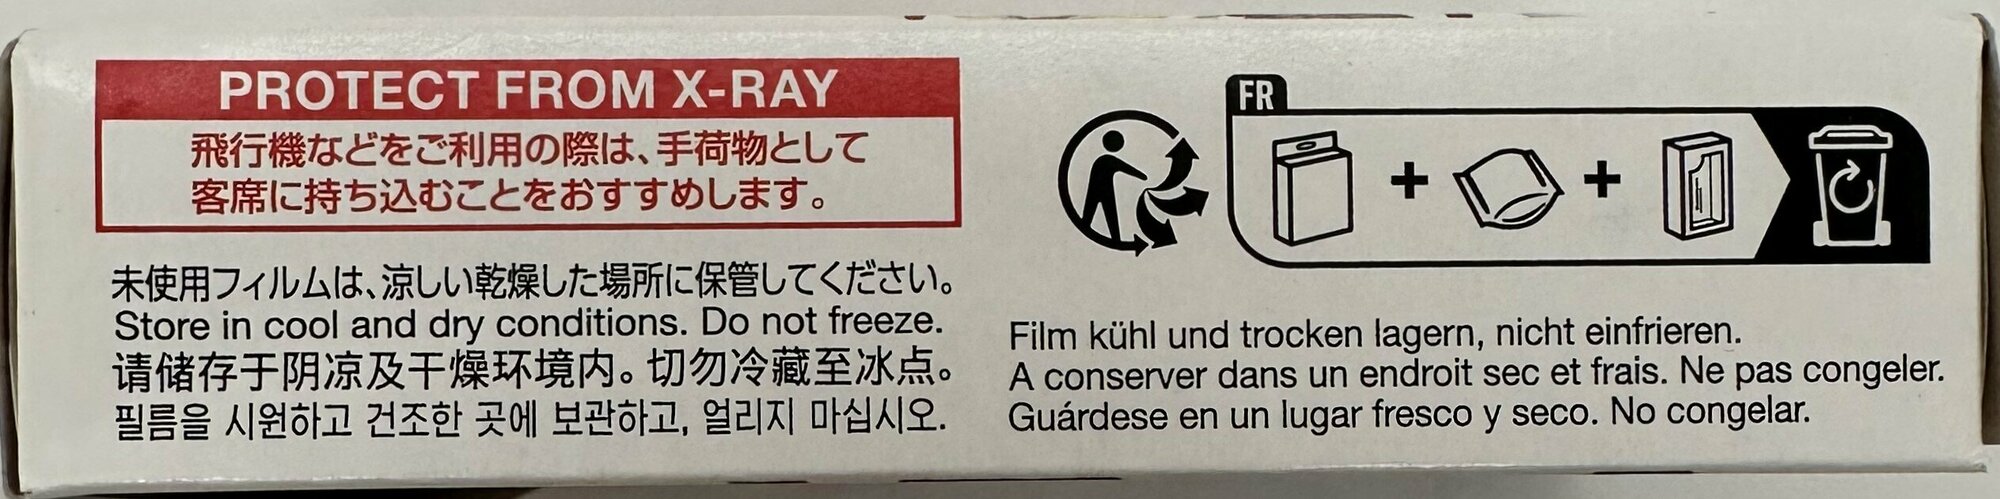 PROTECT FROM X-RAY
飛行機などをご利用の際は、手荷物として
客席に持ち込むことをおすすめします。
未使用フィルムは、涼しい乾燥した場所に保管してください。
Store in cool and dry conditions. Do not freeze.
请储存于阴凉及干燥环境内。切勿冷藏至冰点。
필름을 시원하고 건조한 곳에 보관하고, 얼리지 마십시오.
FR
+ +
Film kühl und trocken lagern, nicht einfrieren.
A conserver dans un endroit sec et frais. Ne pas congeler.
Guárdese en un lugar fresco y seco. No congelar.